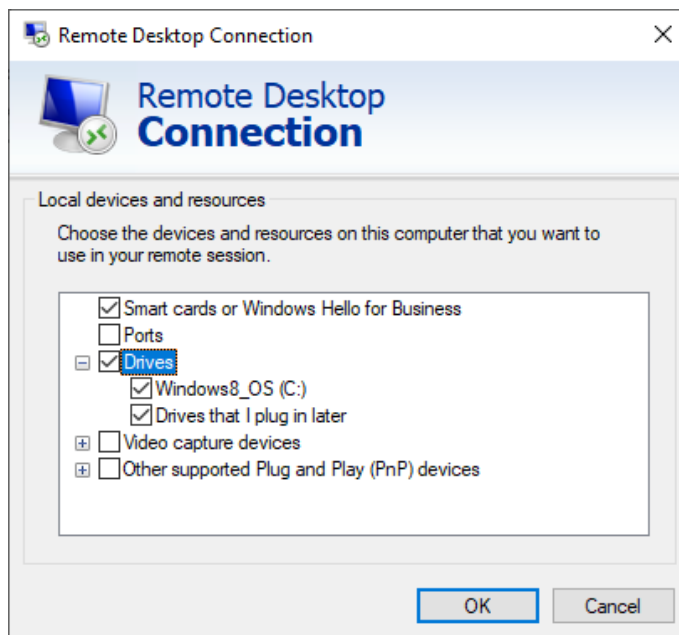 Remote Desktop Connection
Remote Desktop
Connection
Local devices and resources
Choose the devices and resources on this computer that you want to
use in your remote session.
Smart cards or Windows Hello for Business
Ports
Drives
Windows8_OS (C:)
Drives that I plug in later
Video capture devices
Other supported Plug and Play (PnP) devices
OK Cancel